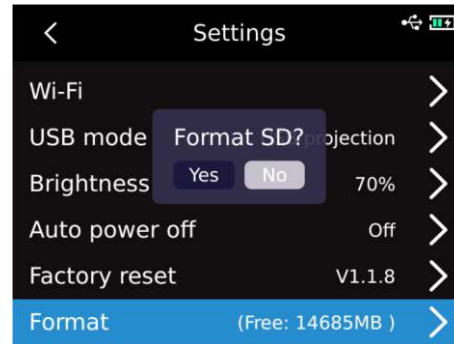 Settings
Wi-Fi
USB mode
Format SD?
Yes No
Brightness 70%
Auto power off Off
Factory reset V1.1.8
Format (Free: 14685MB )